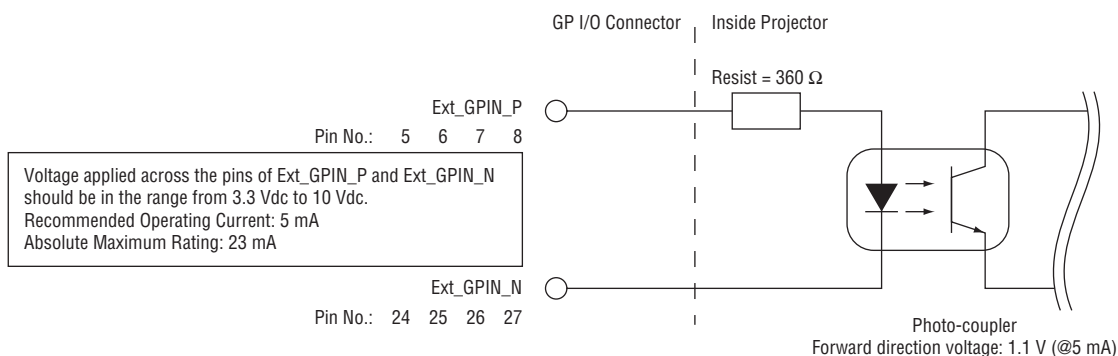 GP I/O Connector
Inside Projector
Resist = 360 Ω
Ext_GPIN_P
Pin No.: 5 6 7 8
Voltage applied across the pins of Ext_GPIN_P and Ext_GPIN_N
should be in the range from 3.3 Vdc to 10 Vdc.
Recommended Operating Current: 5 mA
Absolute Maximum Rating: 23 mA
Ext_GPIN_N
Pin No.: 24 25 26 27
Photo-coupler
Forward direction voltage: 1.1 V (@5 mA)